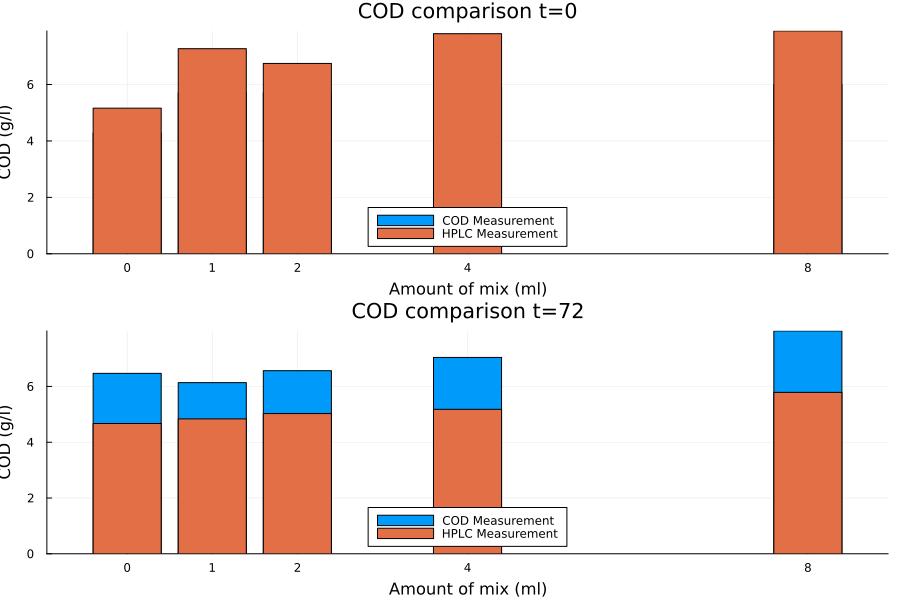 COD comparison t=0
COD (g/l)
6
4
2
0
COD Measurement
HPLC Measurement
0 1 2 4 8
Amount of mix (ml)
COD comparison t=72
COD (g/l)
6
4
2
0
COD Measurement
HPLC Measurement
0 1 2 4 8
Amount of mix (ml)